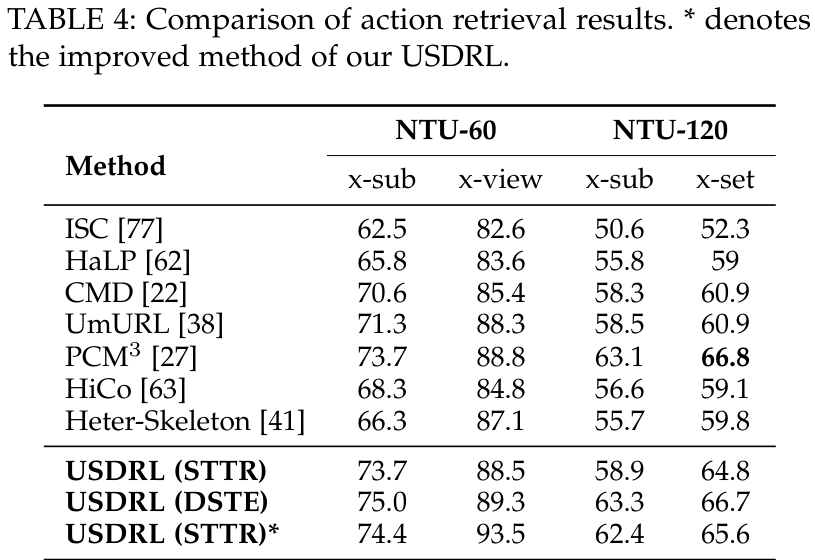 TABLE 4: Comparison of action retrieval results. * denotes
the improved method of our USDRL.
Method NTU-60 NTU-120
x-sub x-view x-sub x-set
ISC [77] 62.5 82.6 50.6 52.3
HaLP [62] 65.8 83.6 55.8 59
CMD [22] 70.6 85.4 58.3 60.9
UmURL [38] 71.3 88.3 58.5 60.9
PCM³ [27] 73.7 88.8 63.1 66.8
HiCo [63] 68.3 84.8 56.6 59.1
Heter-Skeleton [41] 66.3 87.1 55.7 59.8
USDRL (STTR) 73.7 88.5 58.9 64.8
USDRL (DSTE) 75.0 89.3 63.3 66.7
USDRL (STTR)* 74.4 93.5 62.4 65.6